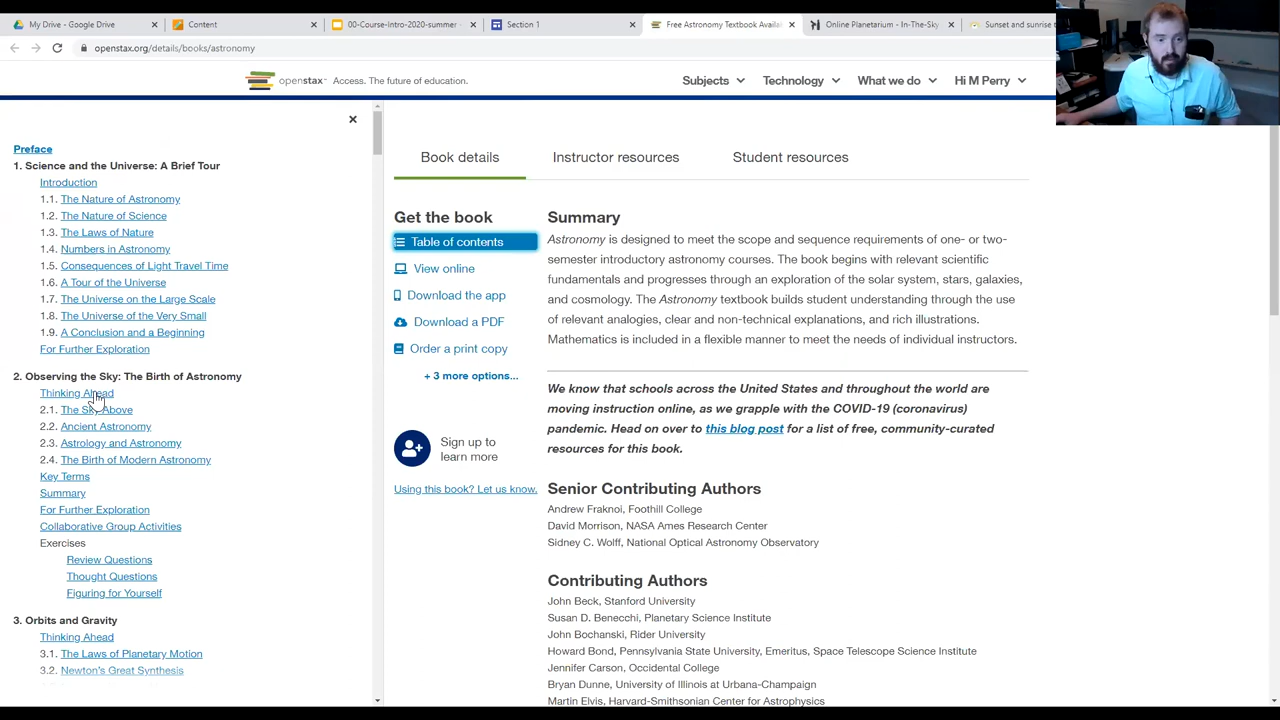 My Drive - Google Drive
Content
00-Course-Intro-2020-summer
Section 1
Free Astronomy Textbook Availa
Online Planetarium - In-The-Sky
Sunset and sunrise t
openstax.org/details/books/astronomy
openstax Access. The future of education.
Subjects Technology What we do Hi M Perry
Preface
1. Science and the Universe: A Brief Tour
Introduction
1.1. The Nature of Astronomy
1.2. The Nature of Science
1.3. The Laws of Nature
1.4. Numbers in Astronomy
1.5. Consequences of Light Travel Time
1.6. A Tour of the Universe
1.7. The Universe on the Large Scale
1.8. The Universe of the Very Small
1.9. A Conclusion and a Beginning
For Further Exploration
2. Observing the Sky: The Birth of Astronomy
Thinking Ahead
2.1. The Sky Above
2.2. Ancient Astronomy
2.3. Astrology and Astronomy
2.4. The Birth of Modern Astronomy
Key Terms
Summary
For Further Exploration
Collaborative Group Activities
Exercises
Review Questions
Thought Questions
Figuring for Yourself
3. Orbits and Gravity
Thinking Ahead
3.1. The Laws of Planetary Motion
3.2. Newton's Great Synthesis
Book details Instructor resources Student resources
Get the book
Table of contents
View online
Download the app
Download a PDF
Order a print copy
+ 3 more options...
Sign up to
learn more
Using this book? Let us know.
Summary
Astronomy is designed to meet the scope and sequence requirements of one- or two-
semester introductory astronomy courses. The book begins with relevant scientific
fundamentals and progresses through an exploration of the solar system, stars, galaxies,
and cosmology. The Astronomy textbook builds student understanding through the use
of relevant analogies, clear and non-technical explanations, and rich illustrations.
Mathematics is included in a flexible manner to meet the needs of individual instructors.
We know that schools across the United States and throughout the world are
moving instruction online, as we grapple with the COVID-19 (coronavirus)
pandemic. Head on over to this blog post for a list of free, community-curated
resources for this book.
Senior Contributing Authors
Andrew Fraknoi, Foothill College
David Morrison, NASA Ames Research Center
Sidney C. Wolff, National Optical Astronomy Observatory
Contributing Authors
John Beck, Stanford University
Susan D. Benecchi, Planetary Science Institute
John Bochanski, Rider University
Howard Bond, Pennsylvania State University, Emeritus, Space Telescope Science Institute
Jennifer Carson, Occidental College
Bryan Dunne, University of Illinois at Urbana-Champaign
Martin Elvis, Harvard-Smithsonian Center for Astrophysics